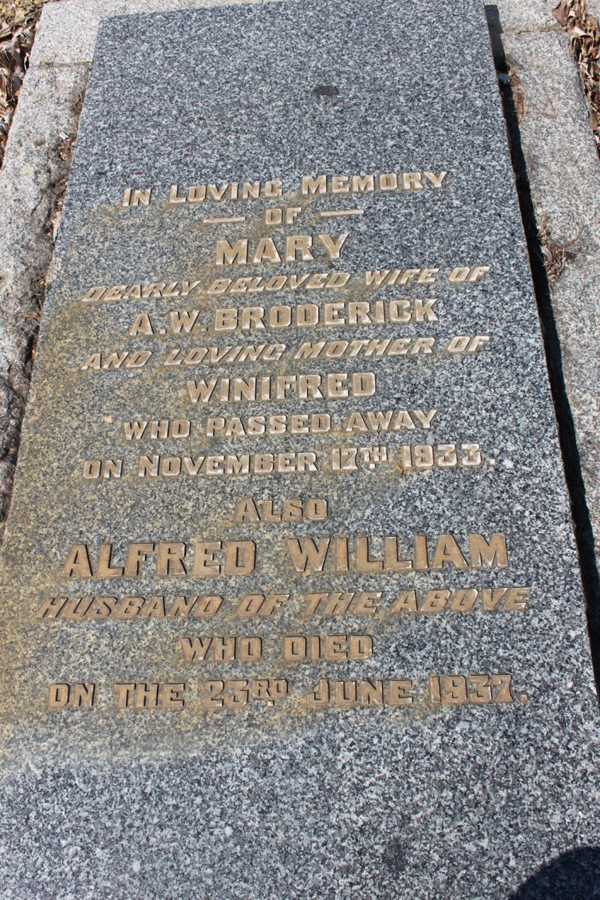 IN LOVING MEMORY
— OF —
MARY
DEARLY BELOVED WIFE OF
A.W. BRODERICK
AND LOVING MOTHER OF
WINIFRED
WHO PASSED AWAY
ON NOVEMBER 17TH 1933.
ALSO
ALFRED WILLIAM
HUSBAND OF THE ABOVE
WHO DIED
ON THE 23RD JUNE 1937.